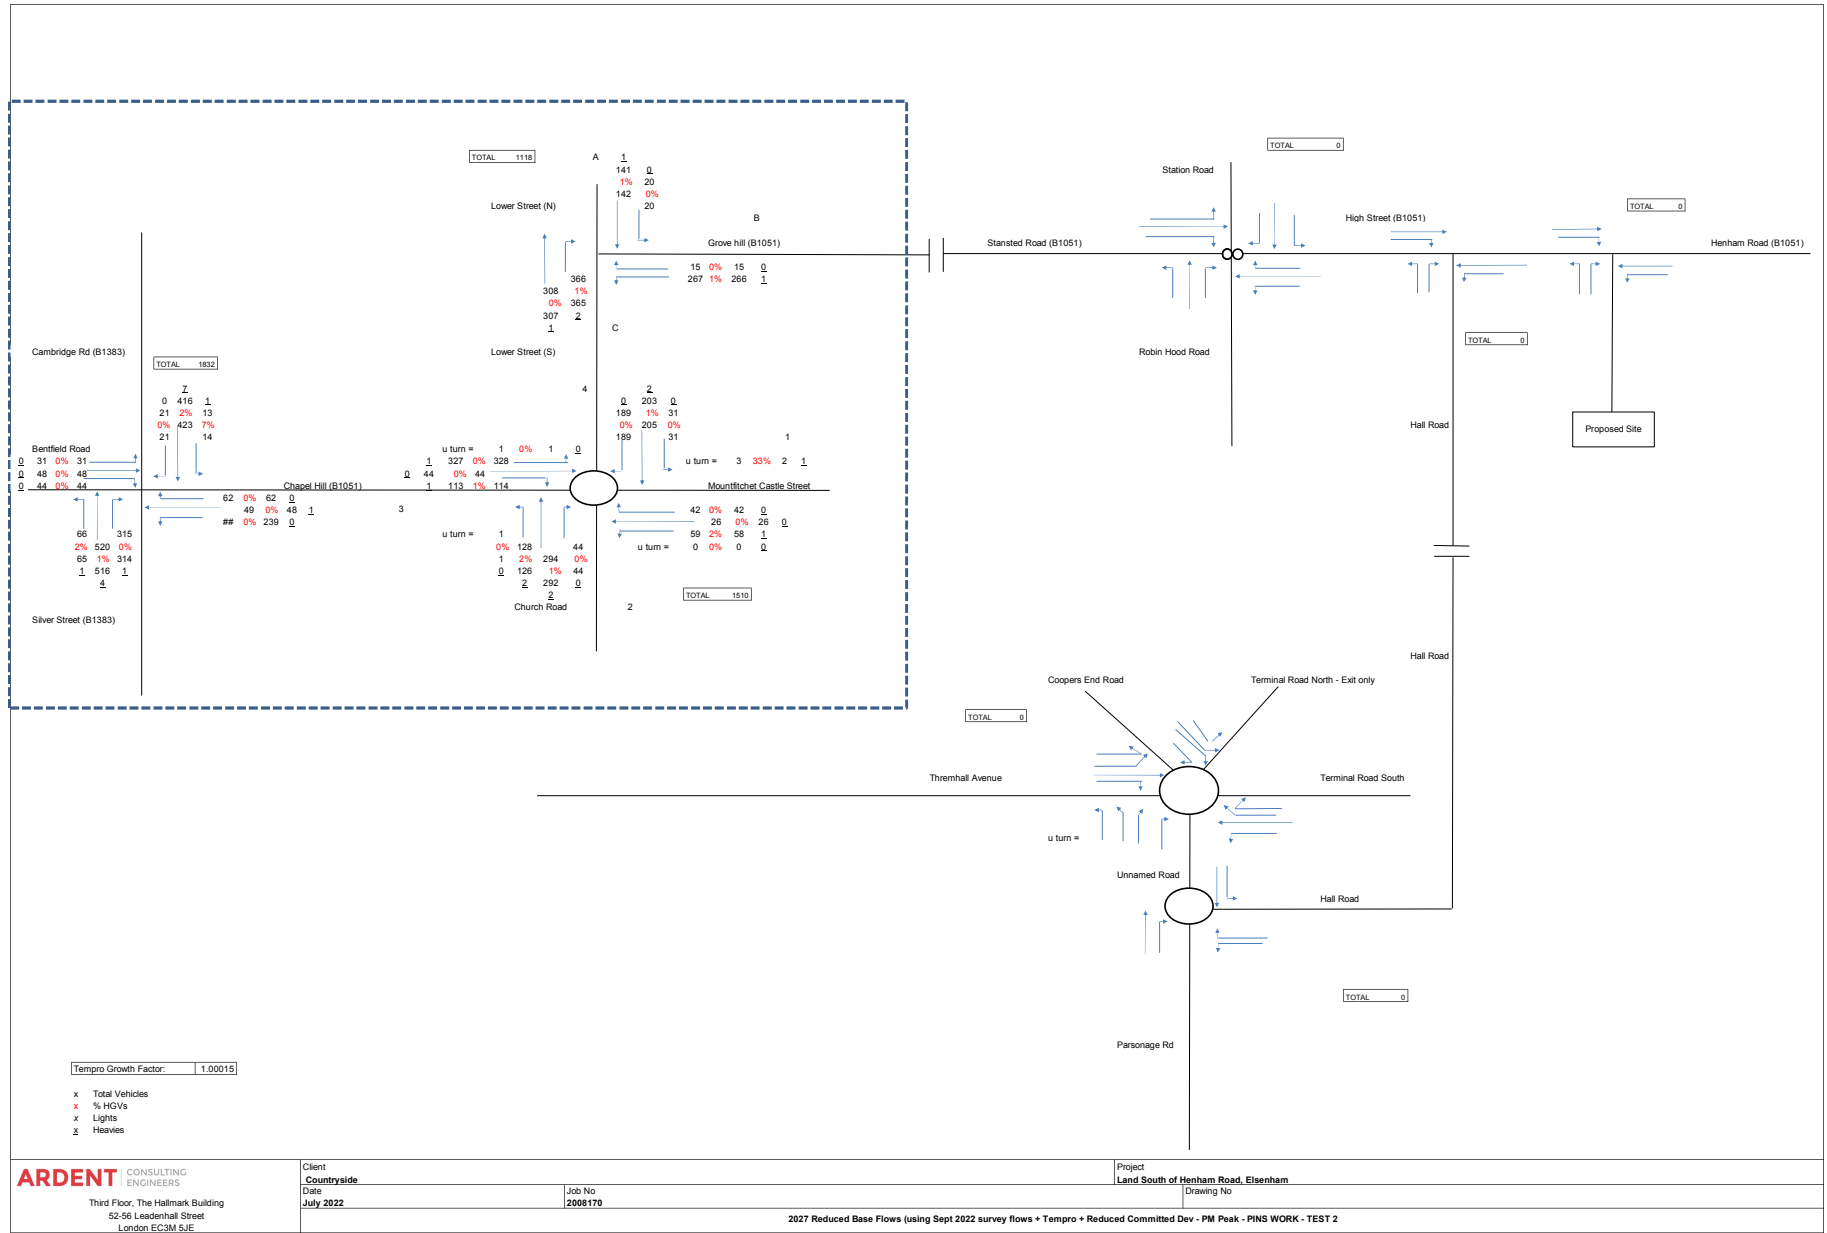 TOTAL 0
TOTAL 1118 A 1
141 0
1% 20
142 0%
20
Station Road
TOTAL 0
Lower Street (N)
B
High Street (B1051)
Grove hill (B1051)
Stansted Road (B1051)
Henham Road (B1051)
15 0% 15 0
267 1% 266 1
366
308 1%
0% 365
307 2
1
C
TOTAL 0
Cambridge Rd (B1383)
Lower Street (S)
Robin Hood Road
TOTAL 1832
7
0 416 1
21 2% 13
0% 423 7%
21 14
4
2
0 203 0
189 1% 31
0% 205 0%
189 31
Hall Road
Proposed Site
1
Bentfield Road
0 31 0% 31
0 48 0% 48
0 44 0% 44
u turn = 1 0% 1 0
1 327 0% 328
0 44 0% 44
1 113 1% 114
u turn = 3 33% 2 1
Chapel Hill (B1051)
Mountfitchet Castle Street
62 0% 62 0
49 0% 48 1
## 0% 239 0
3
42 0% 42 0
26 0% 26 0
59 2% 58 1
u turn = 0 0% 0 0
66 315
2% 520 0%
65 1% 314
1 516 1
4
u turn = 1
0% 128 44
1 2% 294 0%
0 126 1% 44
2 292 0
2
TOTAL 1510
Church Road 2
Silver Street (B1383)
Hall Road
Coopers End Road
Terminal Road North - Exit only
TOTAL 0
Thremhall Avenue
Terminal Road South
u turn =
Unnamed Road
Hall Road
TOTAL 0
Parsonage Rd
Tempro Growth Factor: 1.00015
x Total Vehicles
x % HGVs
x Lights
x Heavies
ARDENT CONSULTING
ENGINEERS
Third Floor, The Hallmark Building
52-56 Leadenhall Street
London EC3M 5JE
Client
Countryside
Project
Land South of Henham Road, Elsenham
Date
July 2022
Job No
2008170
Drawing No
2027 Reduced Base Flows (using Sept 2022 survey flows + Tempro + Reduced Committed Dev - PM Peak - PINS WORK - TEST 2